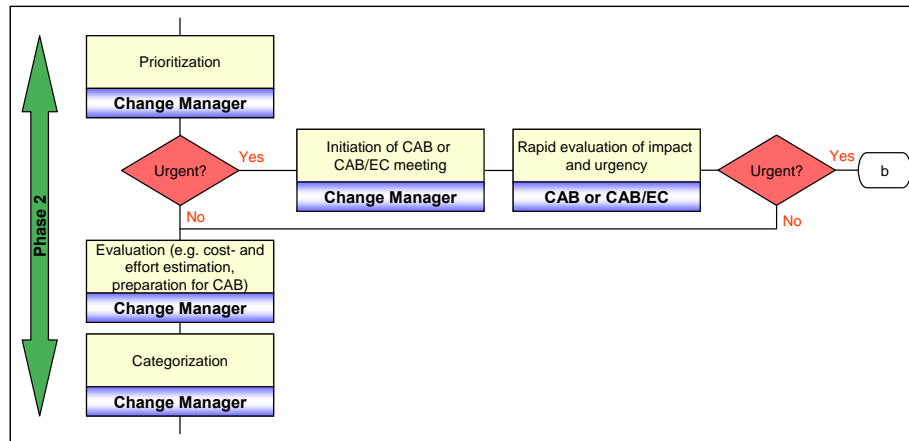 Prioritization
Change Manager
Urgent?
Yes
Initiation of CAB or
CAB/EC meeting
Change Manager
Rapid evaluation of impact
and urgency
CAB or CAB/EC
Urgent?
Yes
b
No
No
Phase 2
Evaluation (e.g. cost- and
effort estimation,
preparation for CAB)
Change Manager
Categorization
Change Manager